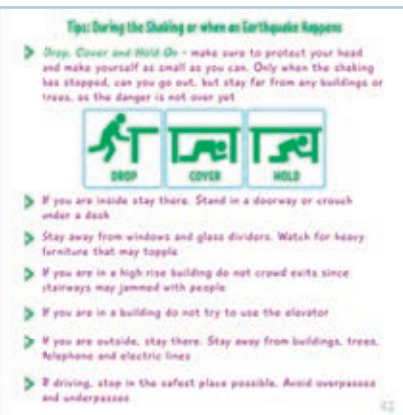 Tips: During the Shaking or when an Earthquake Happens
Drop, Cover and Hold On - make sure to protect your head
and make yourself as small as you can. Only when the shaking
has stopped, can you go out, but stay far from any buildings or
trees, as the danger is not over yet
DROP COVER HOLD
If you are inside stay there. Stand in a doorway or crouch
under a desk
Stay away from windows and glass dividers. Watch for heavy
furniture that may topple
If you are in a high rise building do not crowd exits since
stairways may jammed with people
If you are in a building do not try to use the elevator
If you are outside, stay there. Stay away from buildings, trees,
telephone and electric lines
If driving, stop in the safest place possible. Avoid overpasses
and underpasses